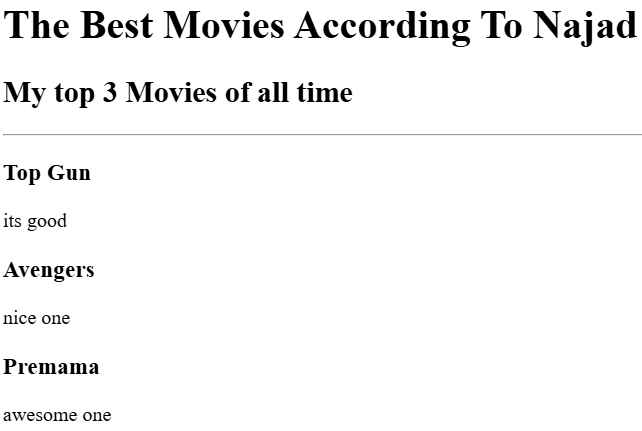 The Best Movies According To Najad
My top 3 Movies of all time
Top Gun
its good
Avengers
nice one
Premama
awesome one